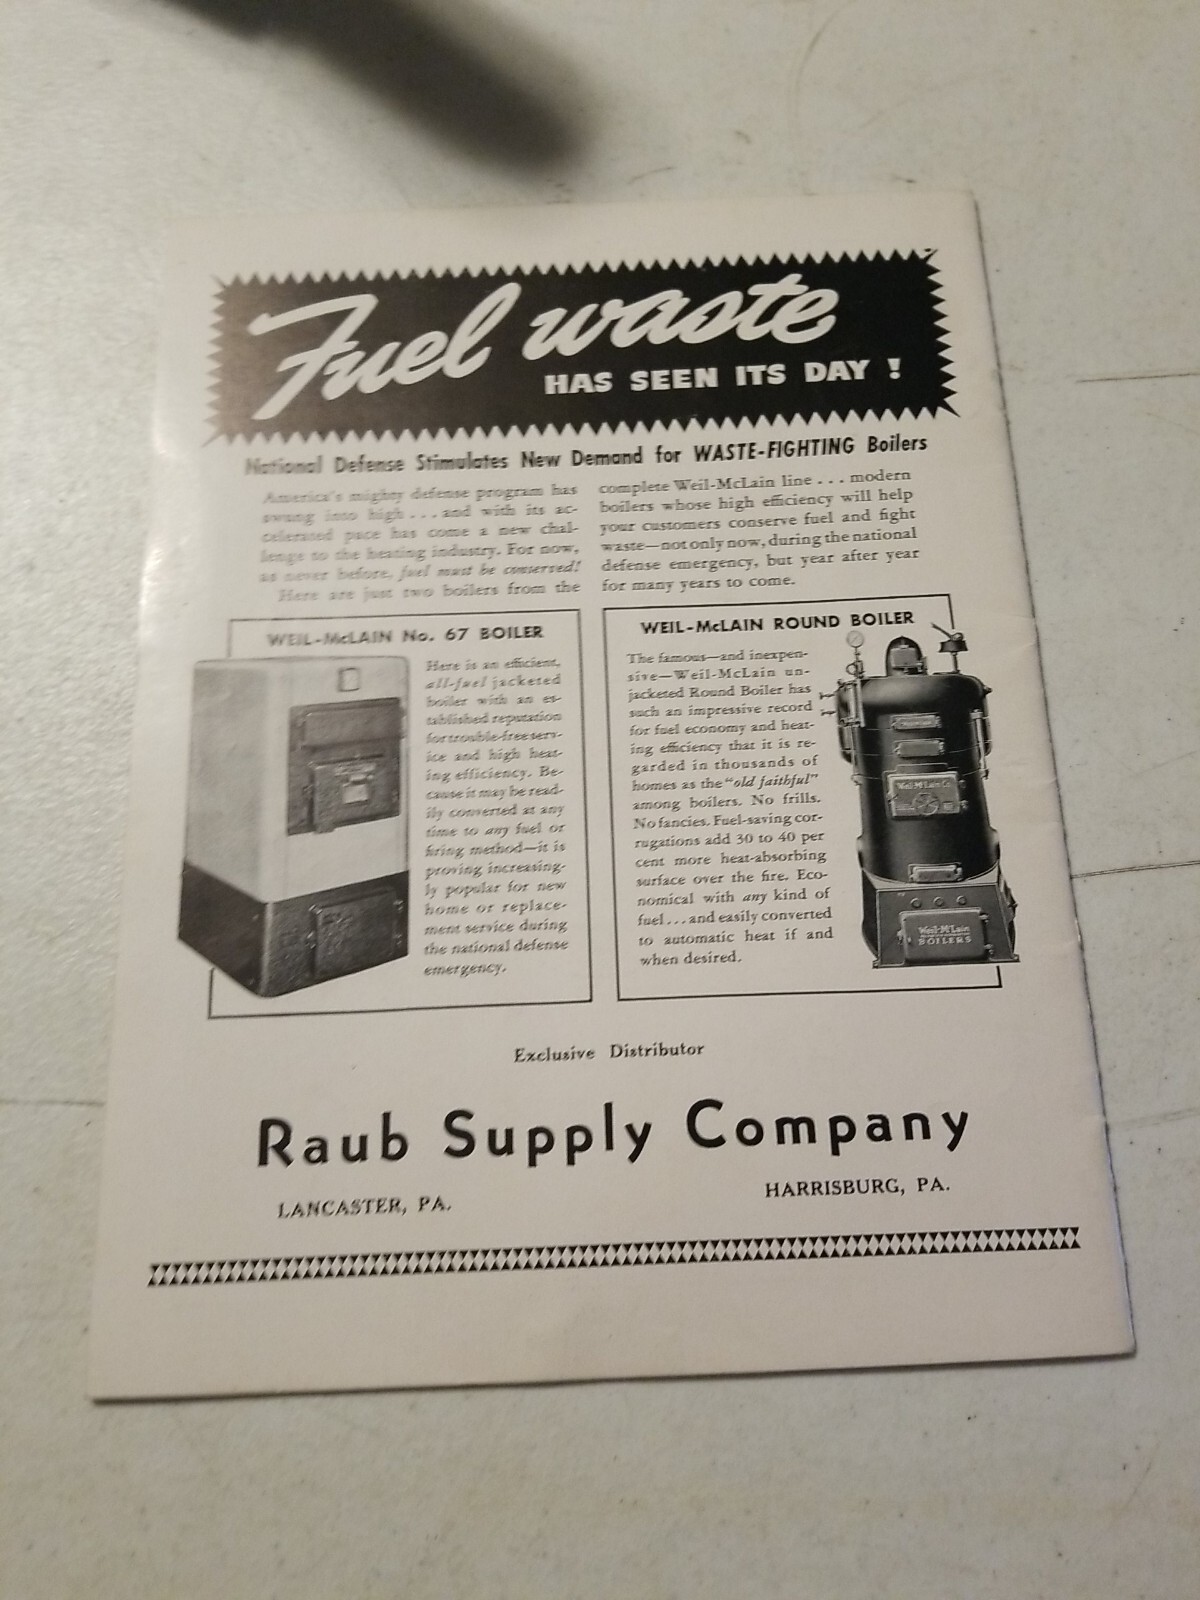 Fuel waste
HAS SEEN ITS DAY !
National Defense Stimulates New Demand for WASTE-FIGHTING Boilers
America's mighty defense program has
swung into high . . . and with its ac-
celerated pace has come a new chal-
lenge to the heating industry. For now,
as never before, fuel must be conserved!
Here are just two boilers from the
complete Weil-McLain line . . . modern
boilers whose high efficiency will help
your customers conserve fuel and fight
waste—not only now, during the national
defense emergency, but year after year
for many years to come.
WEIL-McLAIN No. 67 BOILER
Here is an efficient,
all-fuel jacketed
boiler with an es-
tablished reputation
for trouble-free serv-
ice and high heat-
ing efficiency. Be-
cause it may be read-
ily converted at any
time to any fuel or
firing method—it is
proving increasing-
ly popular for new
home or replace-
ment service during
the national defense
emergency.
WEIL-McLAIN ROUND BOILER
The famous—and inexpen-
sive—Weil-McLain un-
jacketed Round Boiler has
such an impressive record
for fuel economy and heat-
ing efficiency that it is re-
garded in thousands of
homes as the "old faithful"
among boilers. No frills.
No fancies. Fuel-saving cor-
rugations add 30 to 40 per
cent more heat-absorbing
surface over the fire. Eco-
nomical with any kind of
fuel . . . and easily converted
to automatic heat if and
when desired.
Weil-McLain Co.
Weil-McLain
BOILERS
Exclusive Distributor
Raub Supply Company
LANCASTER, PA.
HARRISBURG, PA.